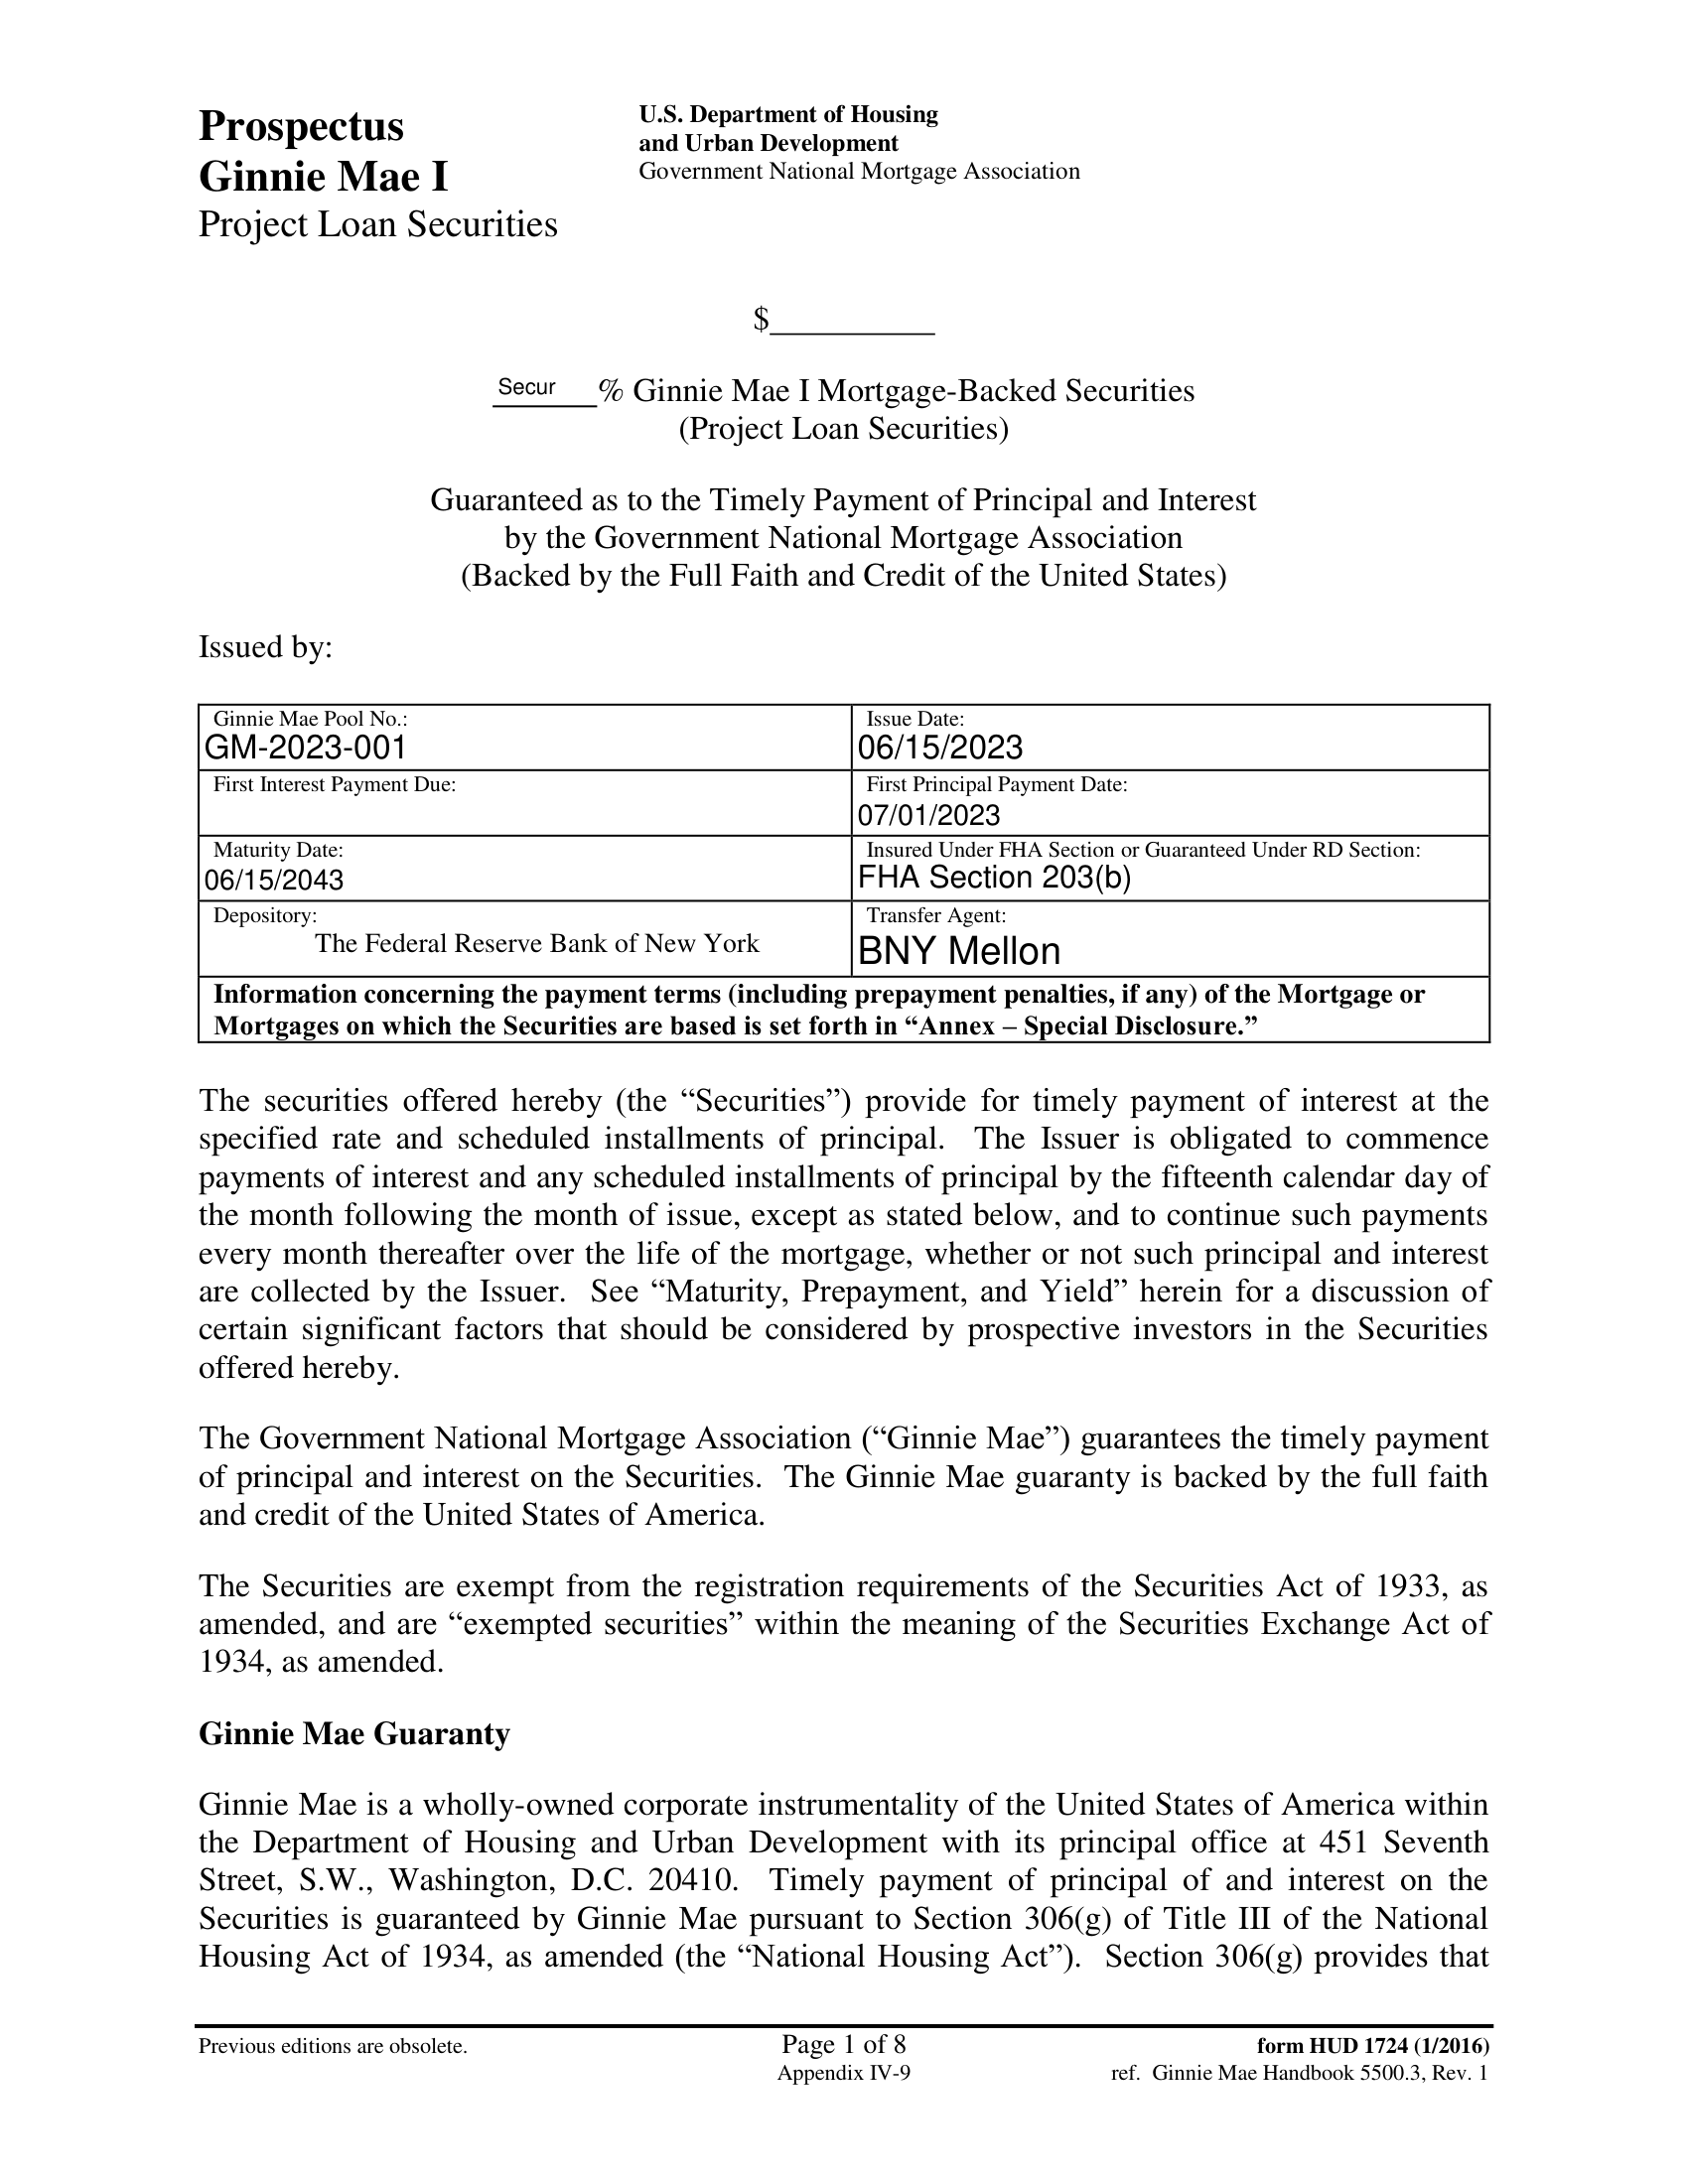 Prospectus
Ginnie Mae I
Project Loan Securities
U.S. Department of Housing
and Urban Development
Government National Mortgage Association
$__________
Secur % Ginnie Mae I Mortgage-Backed Securities
(Project Loan Securities)
Guaranteed as to the Timely Payment of Principal and Interest
by the Government National Mortgage Association
(Backed by the Full Faith and Credit of the United States)
Issued by:
Ginnie Mae Pool No.:
GM-2023-001
Issue Date:
06/15/2023
First Interest Payment Due:
First Principal Payment Date:
07/01/2023
Maturity Date:
06/15/2043
Insured Under FHA Section or Guaranteed Under RD Section:
FHA Section 203(b)
Depository:
The Federal Reserve Bank of New York
Transfer Agent:
BNY Mellon
Information concerning the payment terms (including prepayment penalties, if any) of the Mortgage or
Mortgages on which the Securities are based is set forth in “Annex – Special Disclosure.”
The securities offered hereby (the “Securities”) provide for timely payment of interest at the
specified rate and scheduled installments of principal. The Issuer is obligated to commence
payments of interest and any scheduled installments of principal by the fifteenth calendar day of
the month following the month of issue, except as stated below, and to continue such payments
every month thereafter over the life of the mortgage, whether or not such principal and interest
are collected by the Issuer. See “Maturity, Prepayment, and Yield” herein for a discussion of
certain significant factors that should be considered by prospective investors in the Securities
offered hereby.
The Government National Mortgage Association (“Ginnie Mae”) guarantees the timely payment
of principal and interest on the Securities. The Ginnie Mae guaranty is backed by the full faith
and credit of the United States of America.
The Securities are exempt from the registration requirements of the Securities Act of 1933, as
amended, and are “exempted securities” within the meaning of the Securities Exchange Act of
1934, as amended.
Ginnie Mae Guaranty
Ginnie Mae is a wholly-owned corporate instrumentality of the United States of America within
the Department of Housing and Urban Development with its principal office at 451 Seventh
Street, S.W., Washington, D.C. 20410. Timely payment of principal of and interest on the
Securities is guaranteed by Ginnie Mae pursuant to Section 306(g) of Title III of the National
Housing Act of 1934, as amended (the “National Housing Act”). Section 306(g) provides that
Previous editions are obsolete.
Page 1 of 8
Appendix IV-9
form HUD 1724 (1/2016)
ref. Ginnie Mae Handbook 5500.3, Rev. 1